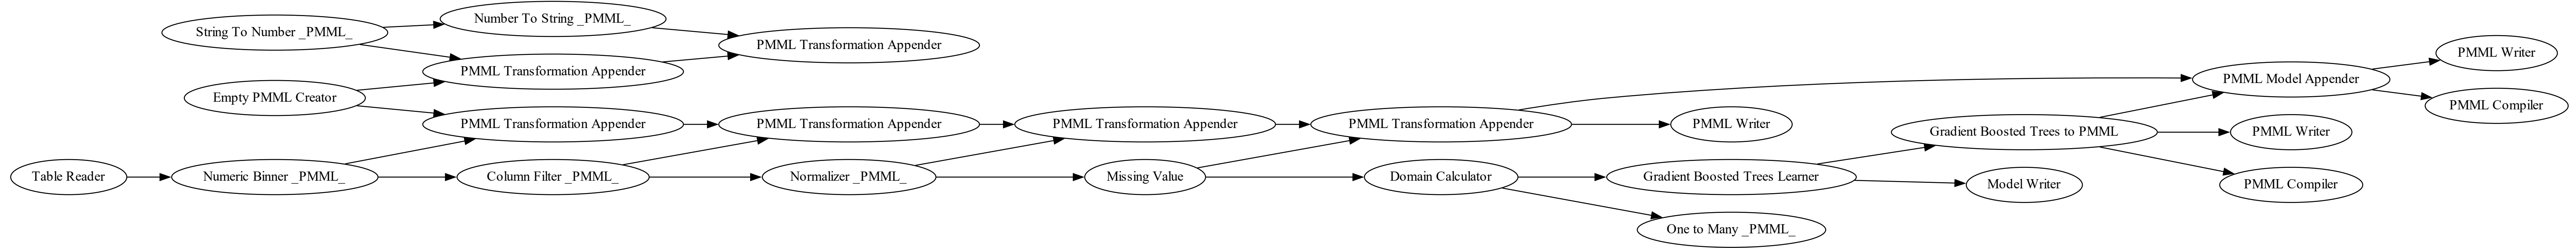 String To Number _PMML_
Number To String _PMML_
PMML Transformation Appender
PMML Transformation Appender
Empty PMML Creator
PMML Transformation Appender
PMML Transformation Appender
PMML Transformation Appender
PMML Transformation Appender
PMML Writer
PMML Model Appender
PMML Writer
PMML Compiler
Gradient Boosted Trees to PMML
PMML Writer
PMML Compiler
Table Reader
Numeric Binner _PMML_
Column Filter _PMML_
Normalizer _PMML_
Missing Value
Domain Calculator
Gradient Boosted Trees Learner
Model Writer
One to Many _PMML_